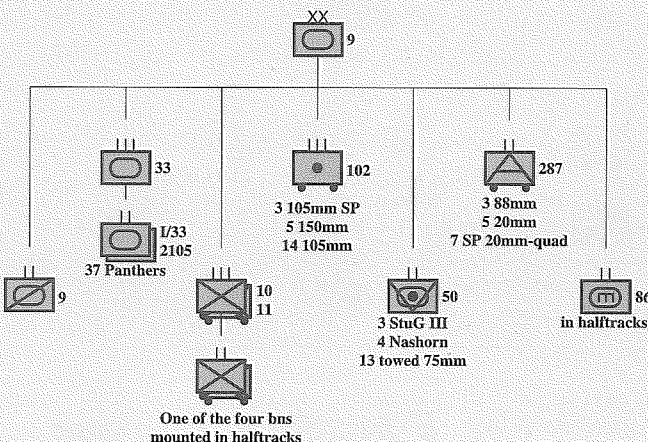 XX
9
33
I/33
2105
37 Panthers
102
3 105mm SP
5 150mm
14 105mm
287
3 88mm
5 20mm
7 SP 20mm-quad
9
10
11
One of the four bns
mounted in halftracks
50
3 StuG III
4 Nashorn
13 towed 75mm
86
in halftracks